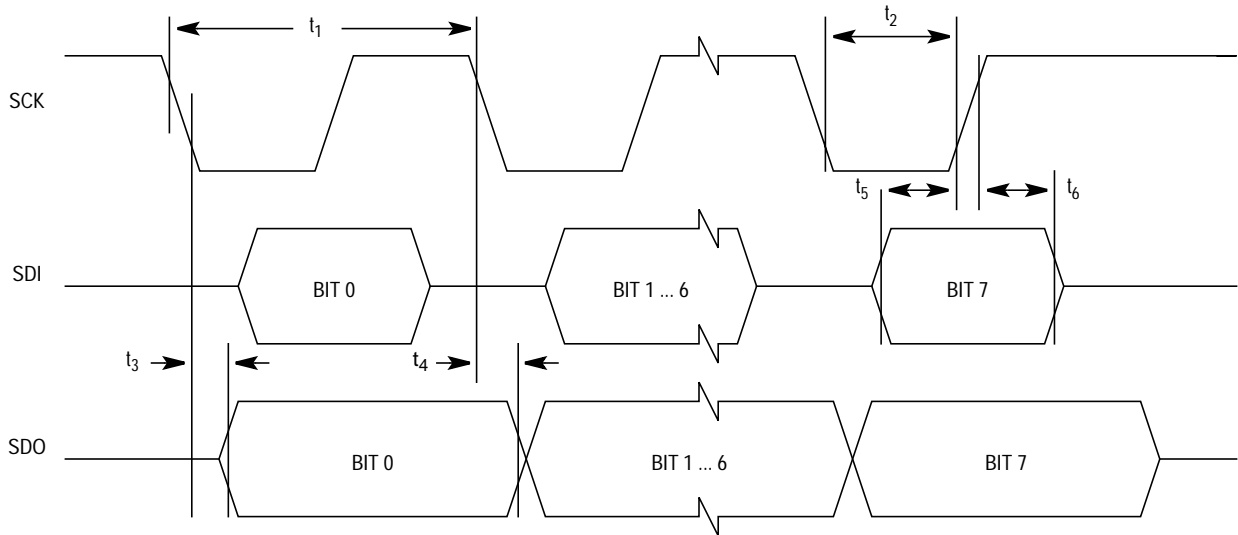 t1
t2
SCK
t5
t6
SDI
BIT 0
BIT 1 ... 6
BIT 7
t3
t4
SDO
BIT 0
BIT 1 ... 6
BIT 7